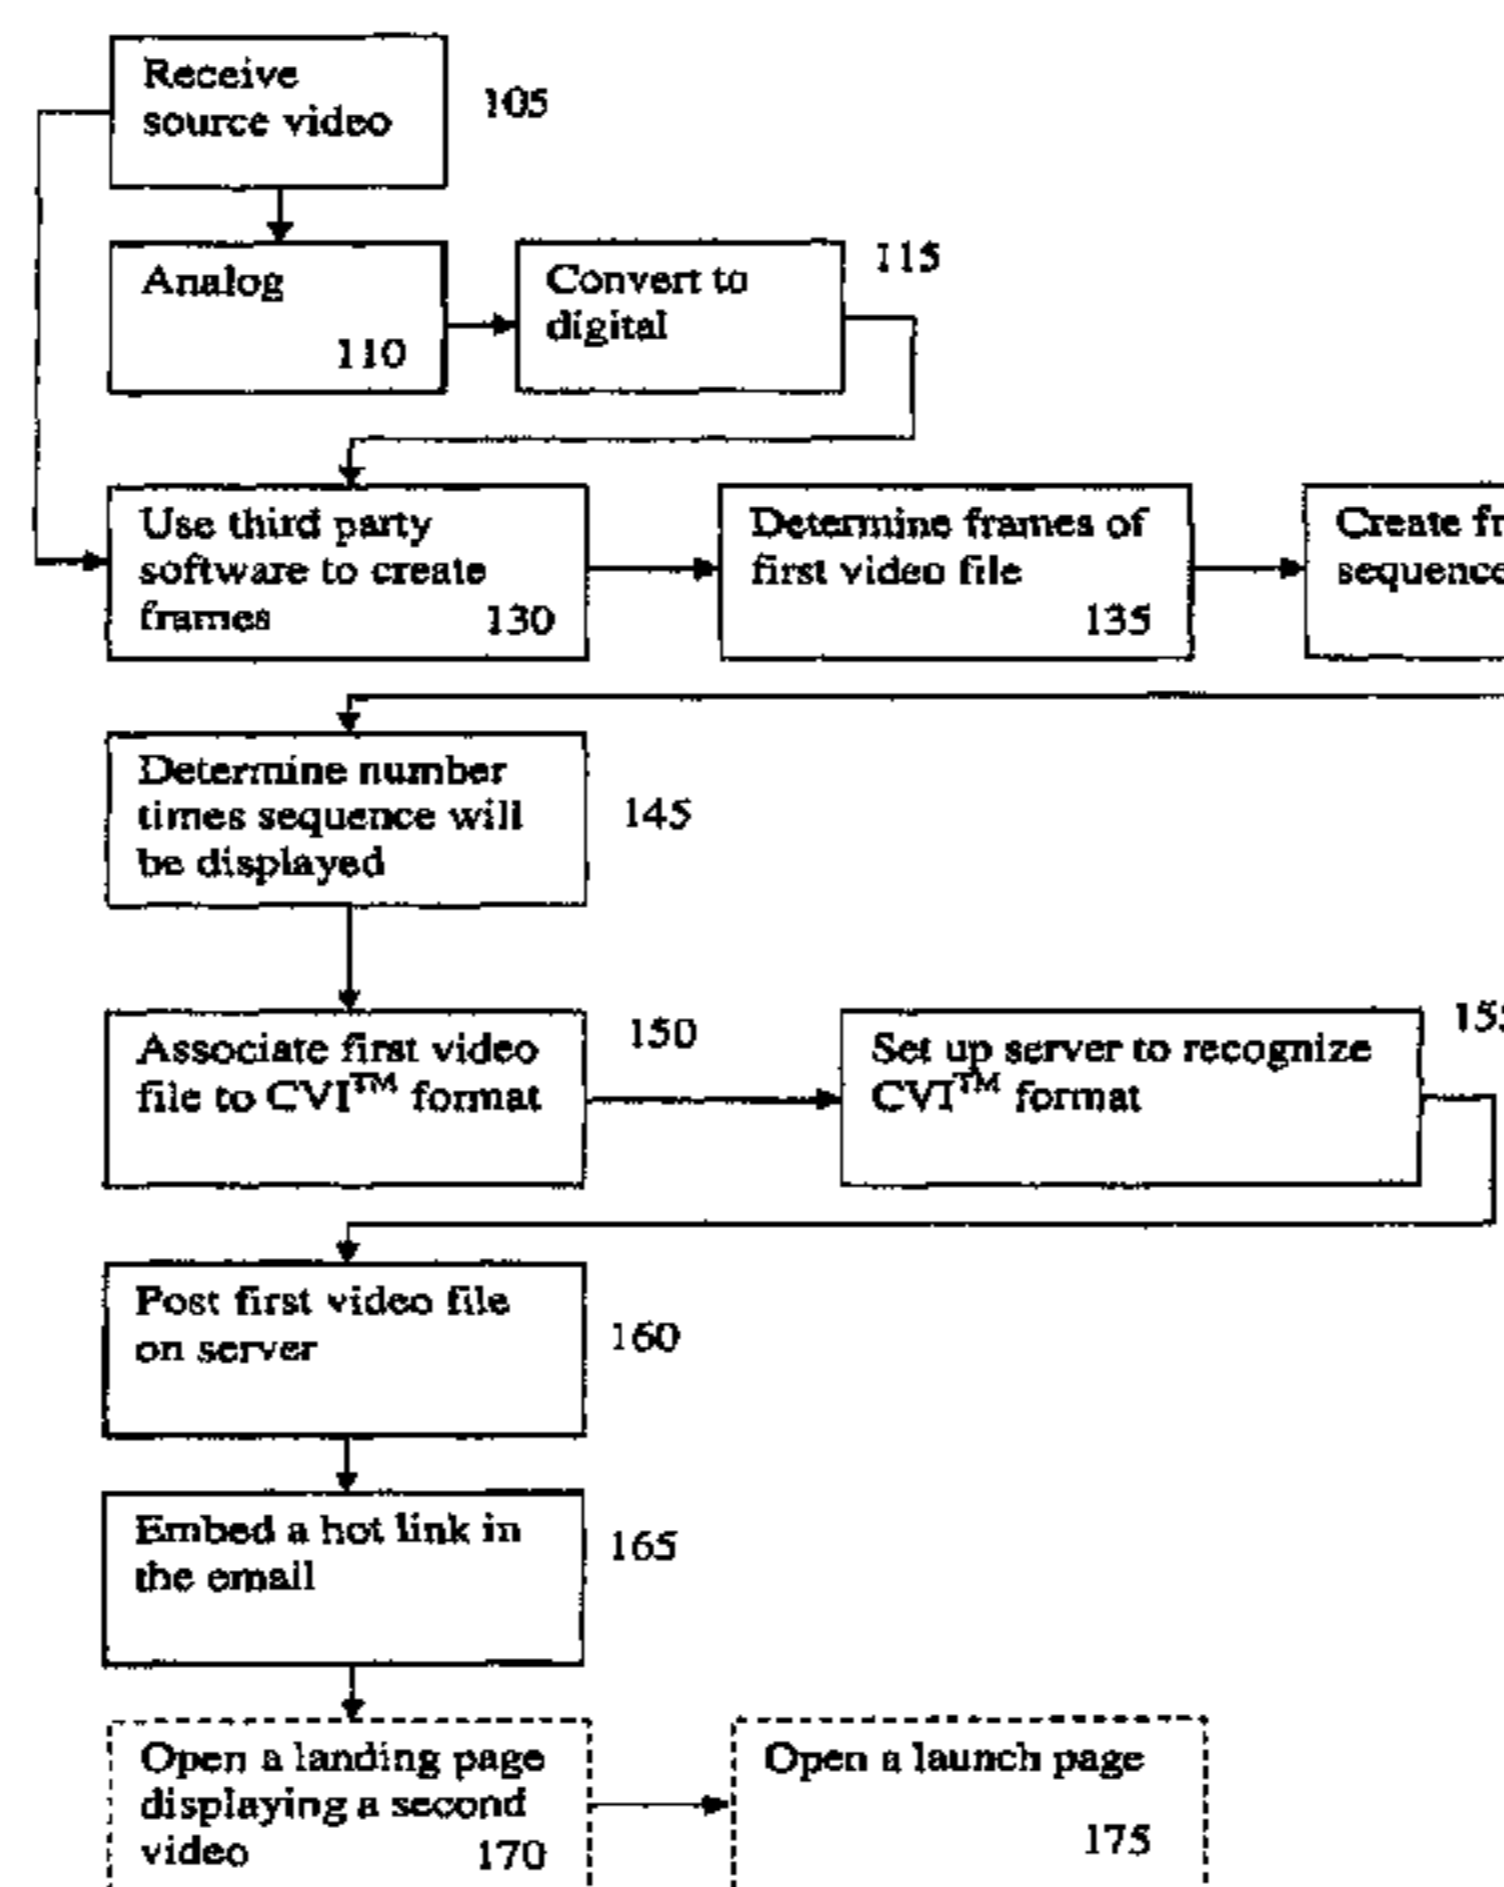 Receive
source video
105
Analog
110
Convert to
digital
115
Use third party
software to create
frames
130
Determine frames of
first video file
135
Create
sequence
Determine number
times sequence will
be displayed
145
Associate first video
file to CVI™ format
150
Set up server to recognize
CVI™ format
Post first video file
on server
160
Embed a hot link in
the email
165
Open a landing page
displaying a second
video
170
Open a launch page
175